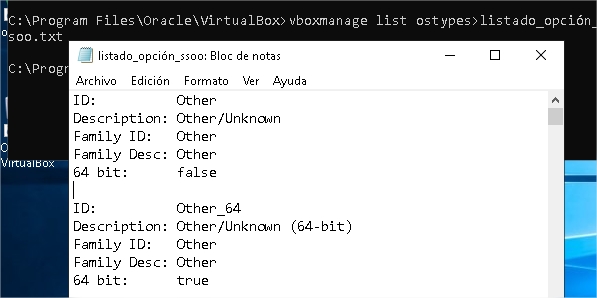 C:\Program Files\Oracle\VirtualBox>vboxmanage list ostypes>listado_opción_
soo.txt
C:\Progr
listado_opción_ssoo: Bloc de notas
Archivo Edición Formato Ver Ayuda
ID: Other
Description: Other/Unknown
Family ID: Other
Family Desc: Other
64 bit: false
ID: Other_64
Description: Other/Unknown (64-bit)
Family ID: Other
Family Desc: Other
64 bit: true
VirtualBox